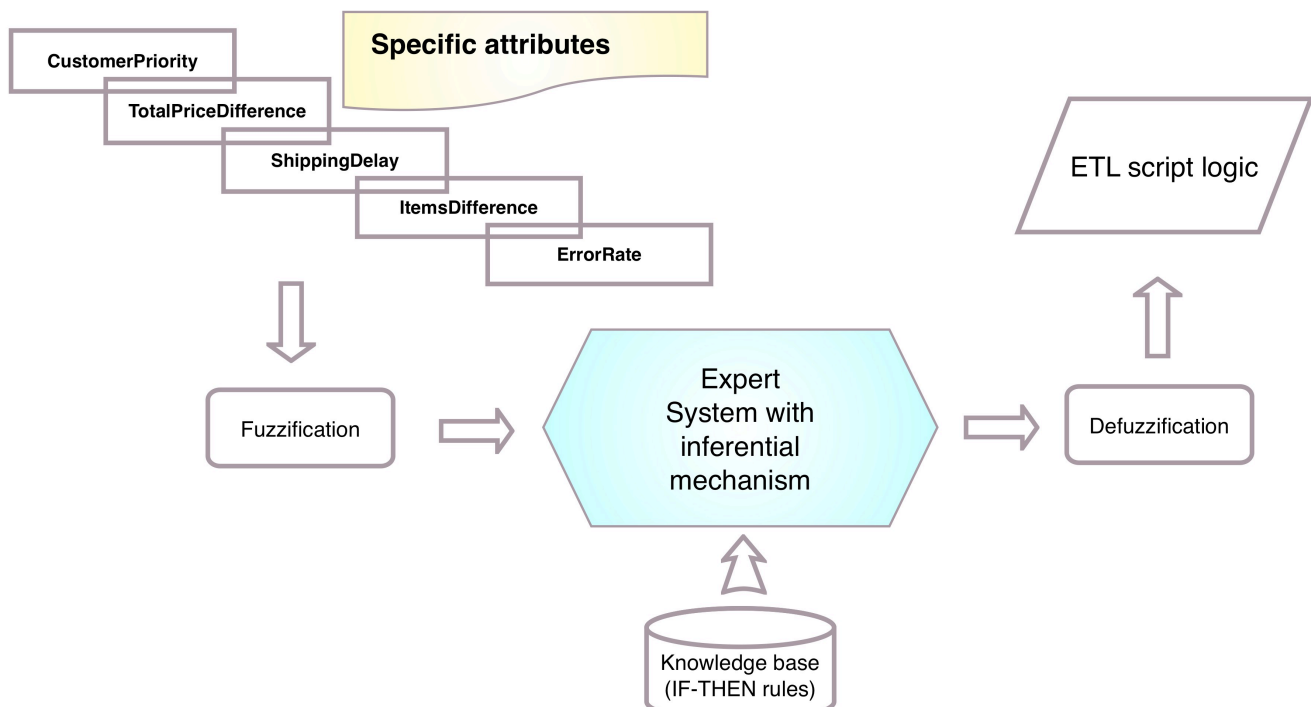 Specific attributes
CustomerPriority
TotalPriceDifference
ShippingDelay
ItemsDifference
ErrorRate
ETL script logic
Fuzzification
Expert
System with
inferential
mechanism
Defuzzification
Knowledge base
(IF-THEN rules)